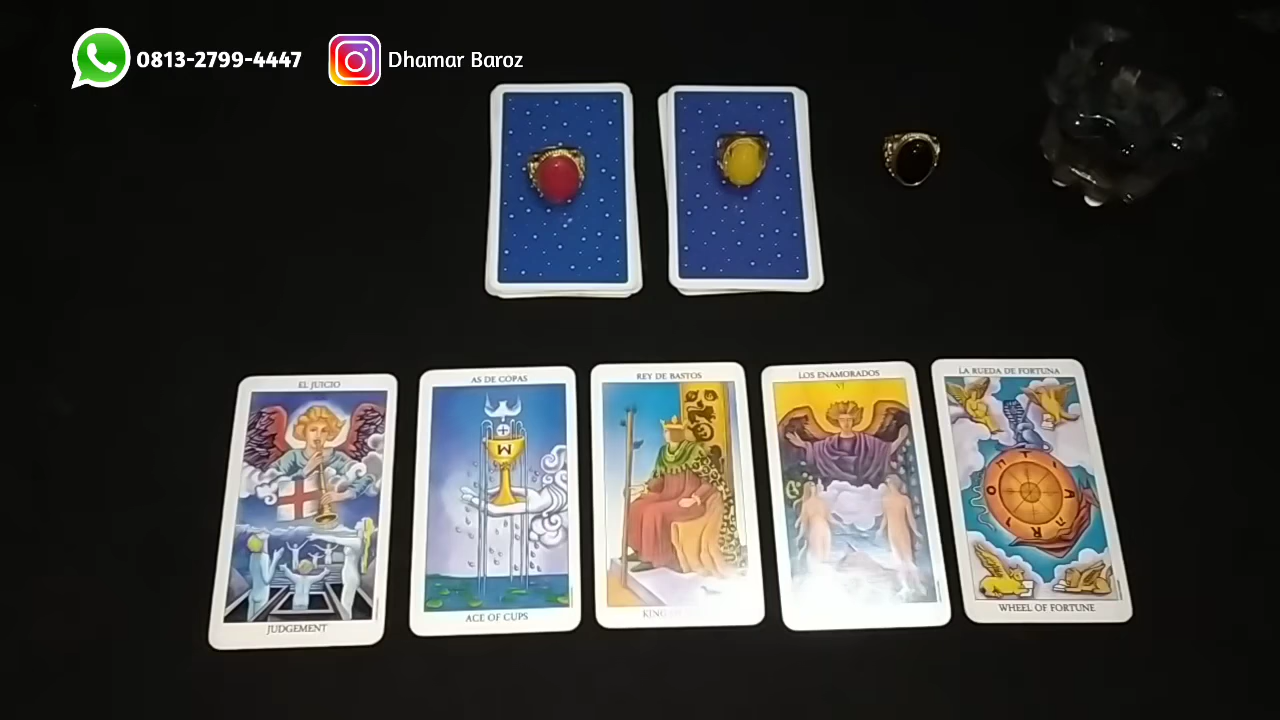 0813-2799-4447
Dhamar Baroz
EL JUICIO
AS DE COPAS
REY DE BASTOS
LOS ENAMORADOS
LA RUEDA DE FORTUNA
VI
JUDGEMENT
ACE OF CUPS
KING
WHEEL OF FORTUNE